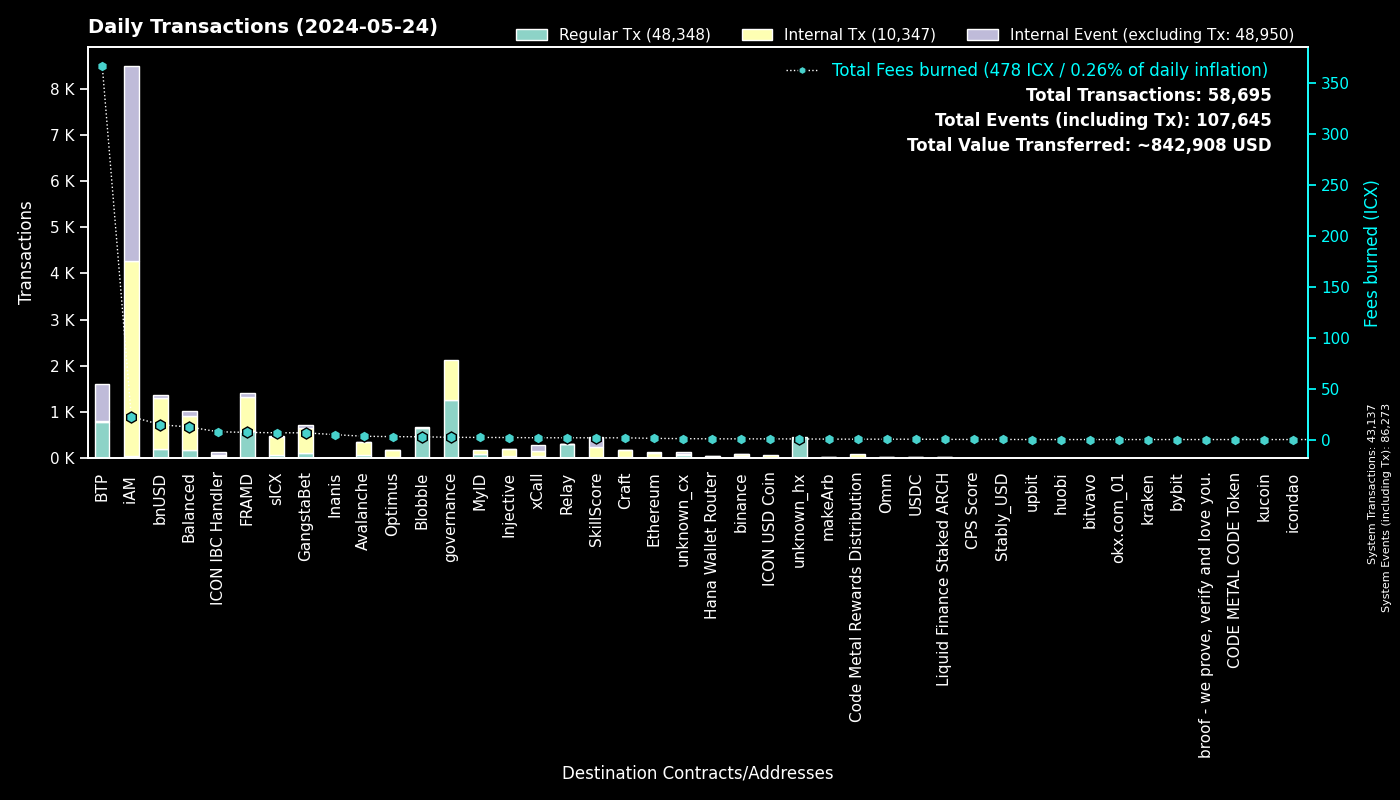 Daily Transactions (2024-05-24)
Regular Tx (48,348)
Internal Tx (10,347)
Internal Event (excluding Tx: 48,950)
Total Fees burned (478 ICX / 0.26% of daily inflation)
Total Transactions: 58,695
Total Events (including Tx): 107,645
Total Value Transferred: ~842,908 USD
Transactions
8 K
7 K
6 K
5 K
4 K
3 K
2 K
1 K
0 K
350
300
250
200
150
100
50
0
Fees burned (ICX)
System Transactions: 43,137
System Events (including Tx): 86,273
BTP
iAM
bnUSD
Balanced
ICON IBC Handler
FRAMD
sICX
GangstaBet
Inanis
Avalanche
Optimus
Blobble
governance
MyID
Injective
xCall
Relay
SkillScore
Craft
Ethereum
unknown_cx
Hana Wallet Router
binance
ICON USD Coin
unknown_hx
makeArb
Code Metal Rewards Distribution
Omm
USDC
Liquid Finance Staked ARCH
CPS Score
Stably_USD
upbit
huobi
bitvavo
okx.com_01
kraken
bybit
broof - we prove, verify and love you.
CODE METAL CODE Token
kucoin
icondao
Destination Contracts/Addresses